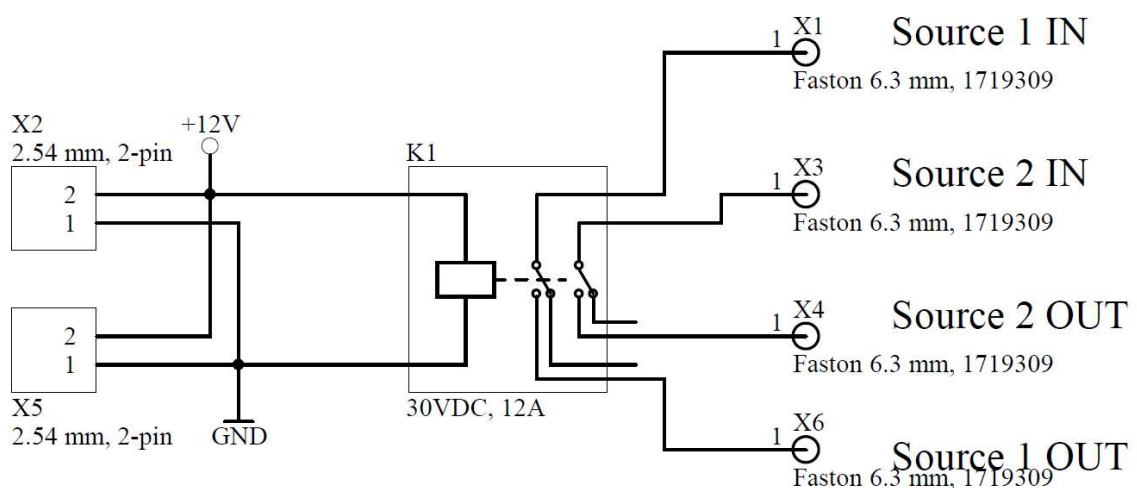 X1
1
Source 1 IN
Faston 6.3 mm, 1719309
X2
2.54 mm, 2-pin
+12V
K1
2
1
X3
1
Source 2 IN
Faston 6.3 mm, 1719309
2
1
X4
1
Source 2 OUT
Faston 6.3 mm, 1719309
X5
2.54 mm, 2-pin
GND
30VDC, 12A
X6
1
Source 1 OUT
Faston 6.3 mm, 1719309